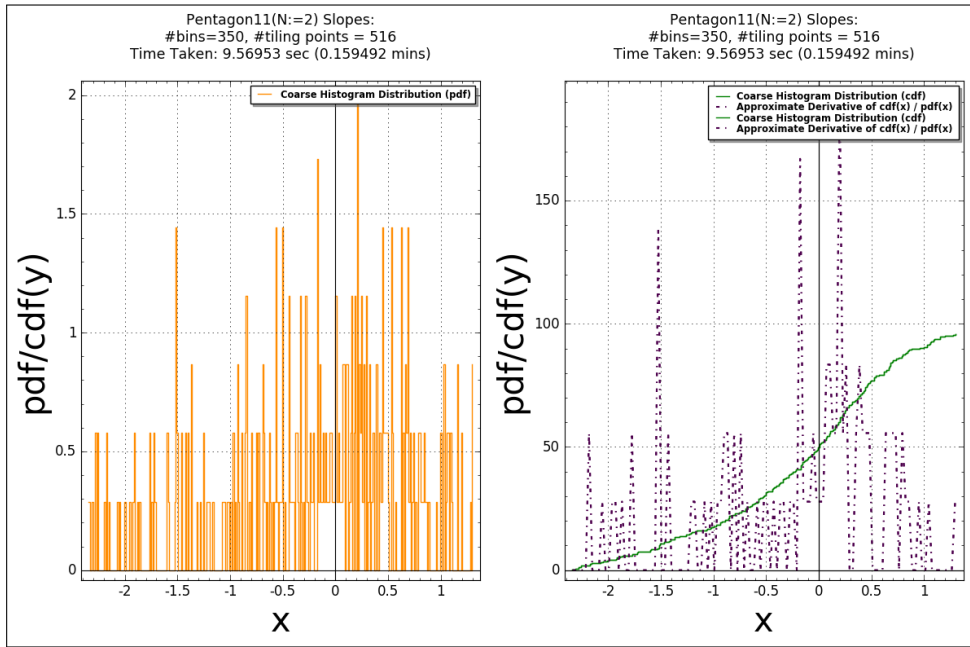 Pentagon11(N:=2) Slopes:
#bins=350, #tiling points = 516
Time Taken: 9.56953 sec (0.159492 mins)
Coarse Histogram Distribution (pdf)
2
1.5
1
0.5
0
pdf/cdf(y)
-2
-1.5
-1
-0.5
0
0.5
1
x
Pentagon11(N:=2) Slopes:
#bins=350, #tiling points = 516
Time Taken: 9.56953 sec (0.159492 mins)
Coarse Histogram Distribution (cdf)
Approximate Derivative of cdf(x) / pdf(x)
Coarse Histogram Distribution (cdf)
Approximate Derivative of cdf(x) / pdf(x)
150
100
50
0
pdf/cdf(y)
-2
-1.5
-1
-0.5
0
0.5
1
x